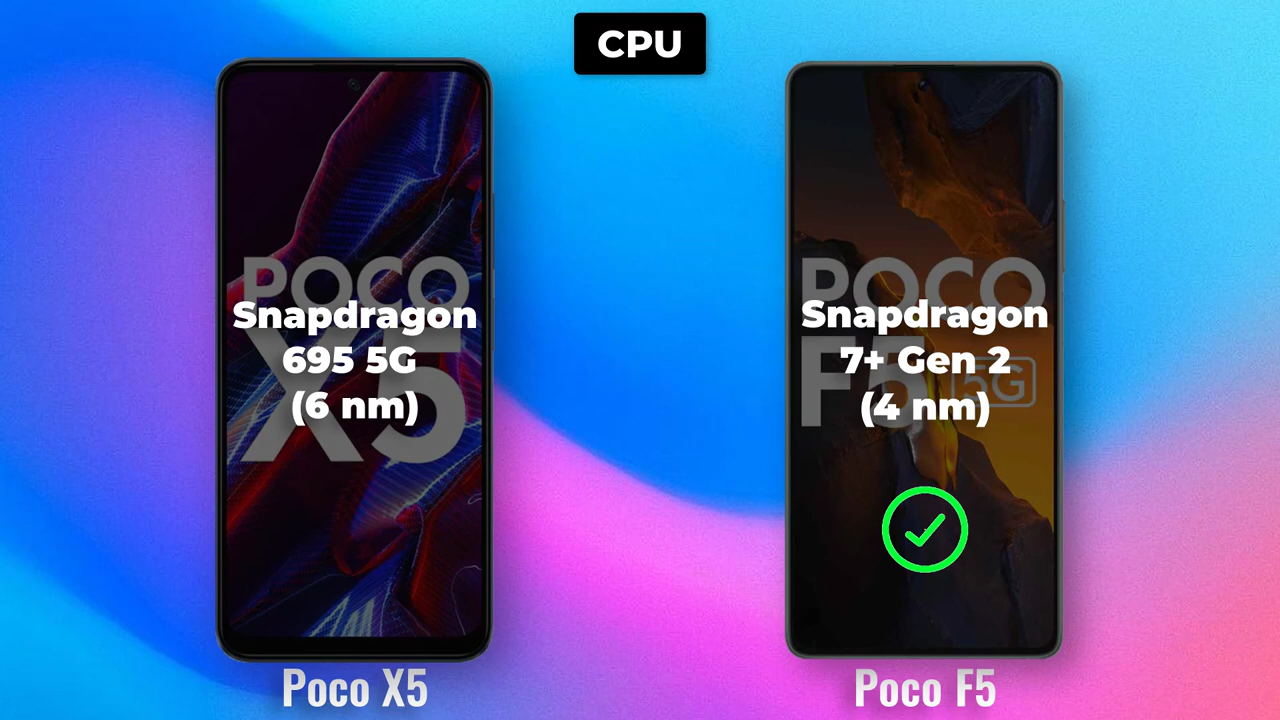 CPU
POCO
X5
Snapdragon
695 5G
(6 nm)
POCO
F5 5G
Snapdragon
7+ Gen 2
(4 nm)
Poco X5
Poco F5